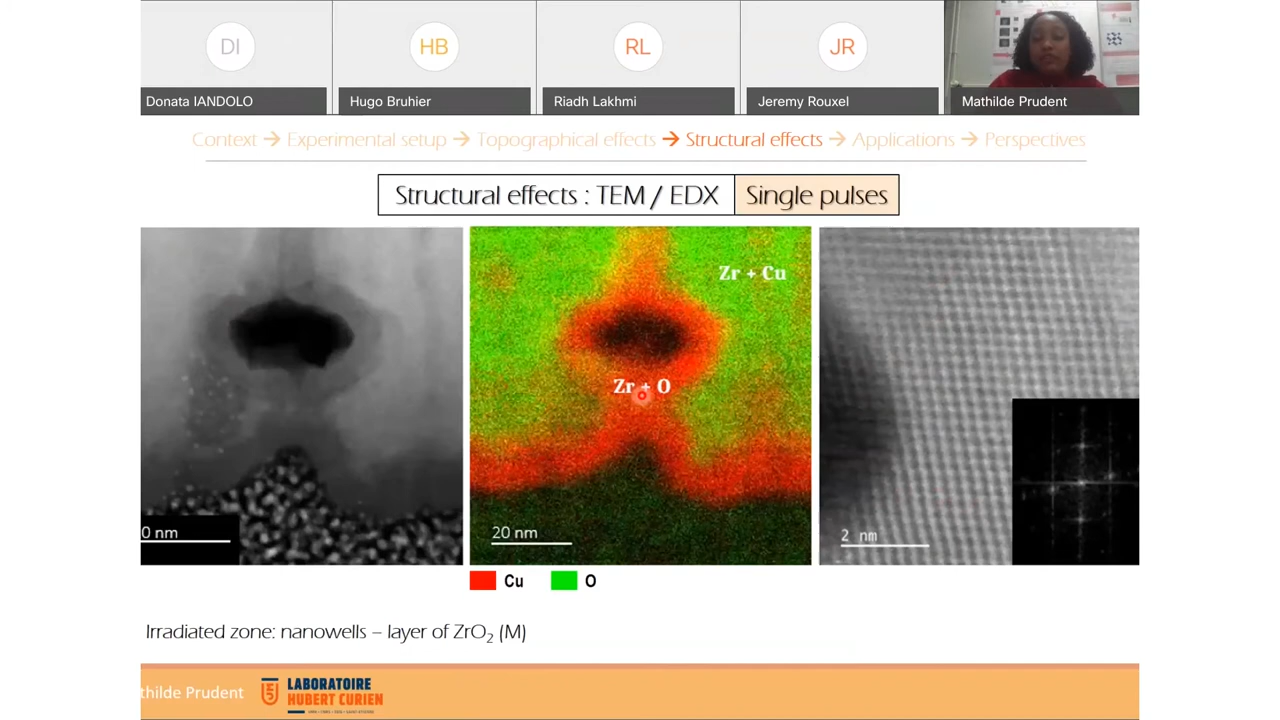 DI
HB
RL
JR
Donata IANDOLO
Hugo Bruhier
Riadh Lakhmi
Jeremy Rouxel
Mathilde Prudent
Context → Experimental setup → Topographical effects → Structural effects → Applications → Perspectives
Structural effects : TEM / EDX
Single pulses
Zr + Cu
Zr + O
0 nm
20 nm
2 nm
Cu
O
Irradiated zone: nanowells – layer of ZrO₂ (M)
thilde Prudent
LABORATOIRE
HUBERT CURIEN